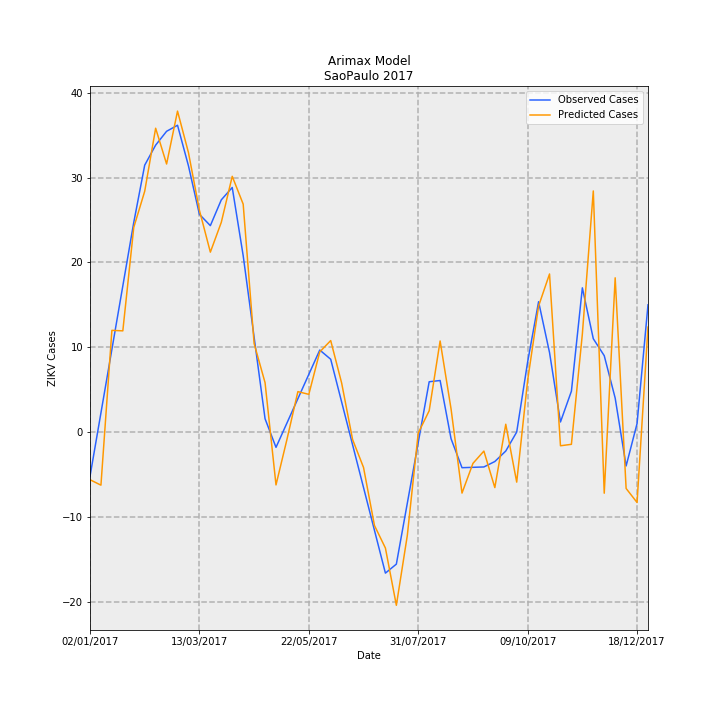 Arimax Model
SaoPaulo 2017
Observed Cases
Predicted Cases
40
30
20
10
0
−10
−20
ZIKV Cases
02/01/2017 13/03/2017 22/05/2017 31/07/2017 09/10/2017 18/12/2017
Date